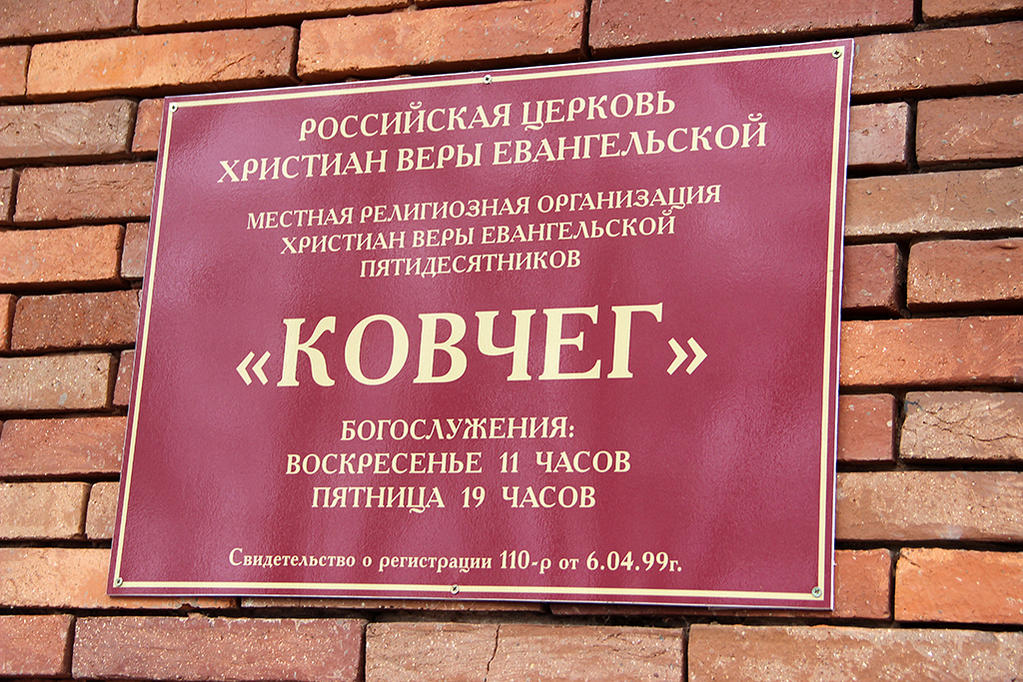 РОССИЙСКАЯ ЦЕРКОВЬ
ХРИСТИАН ВЕРЫ ЕВАНГЕЛЬСКОЙ
МЕСТНАЯ РЕЛИГИОЗНАЯ ОРГАНИЗАЦИЯ
ХРИСТИАН ВЕРЫ ЕВАНГЕЛЬСКОЙ
ПЯТИДЕСЯТНИКОВ
«КОВЧЕГ»
БОГОСЛУЖЕНИЯ:
ВОСКРЕСЕНЬЕ 11 ЧАСОВ
ПЯТНИЦА 19 ЧАСОВ
Свидетельство о регистрации 110-р от 6.04.99г.